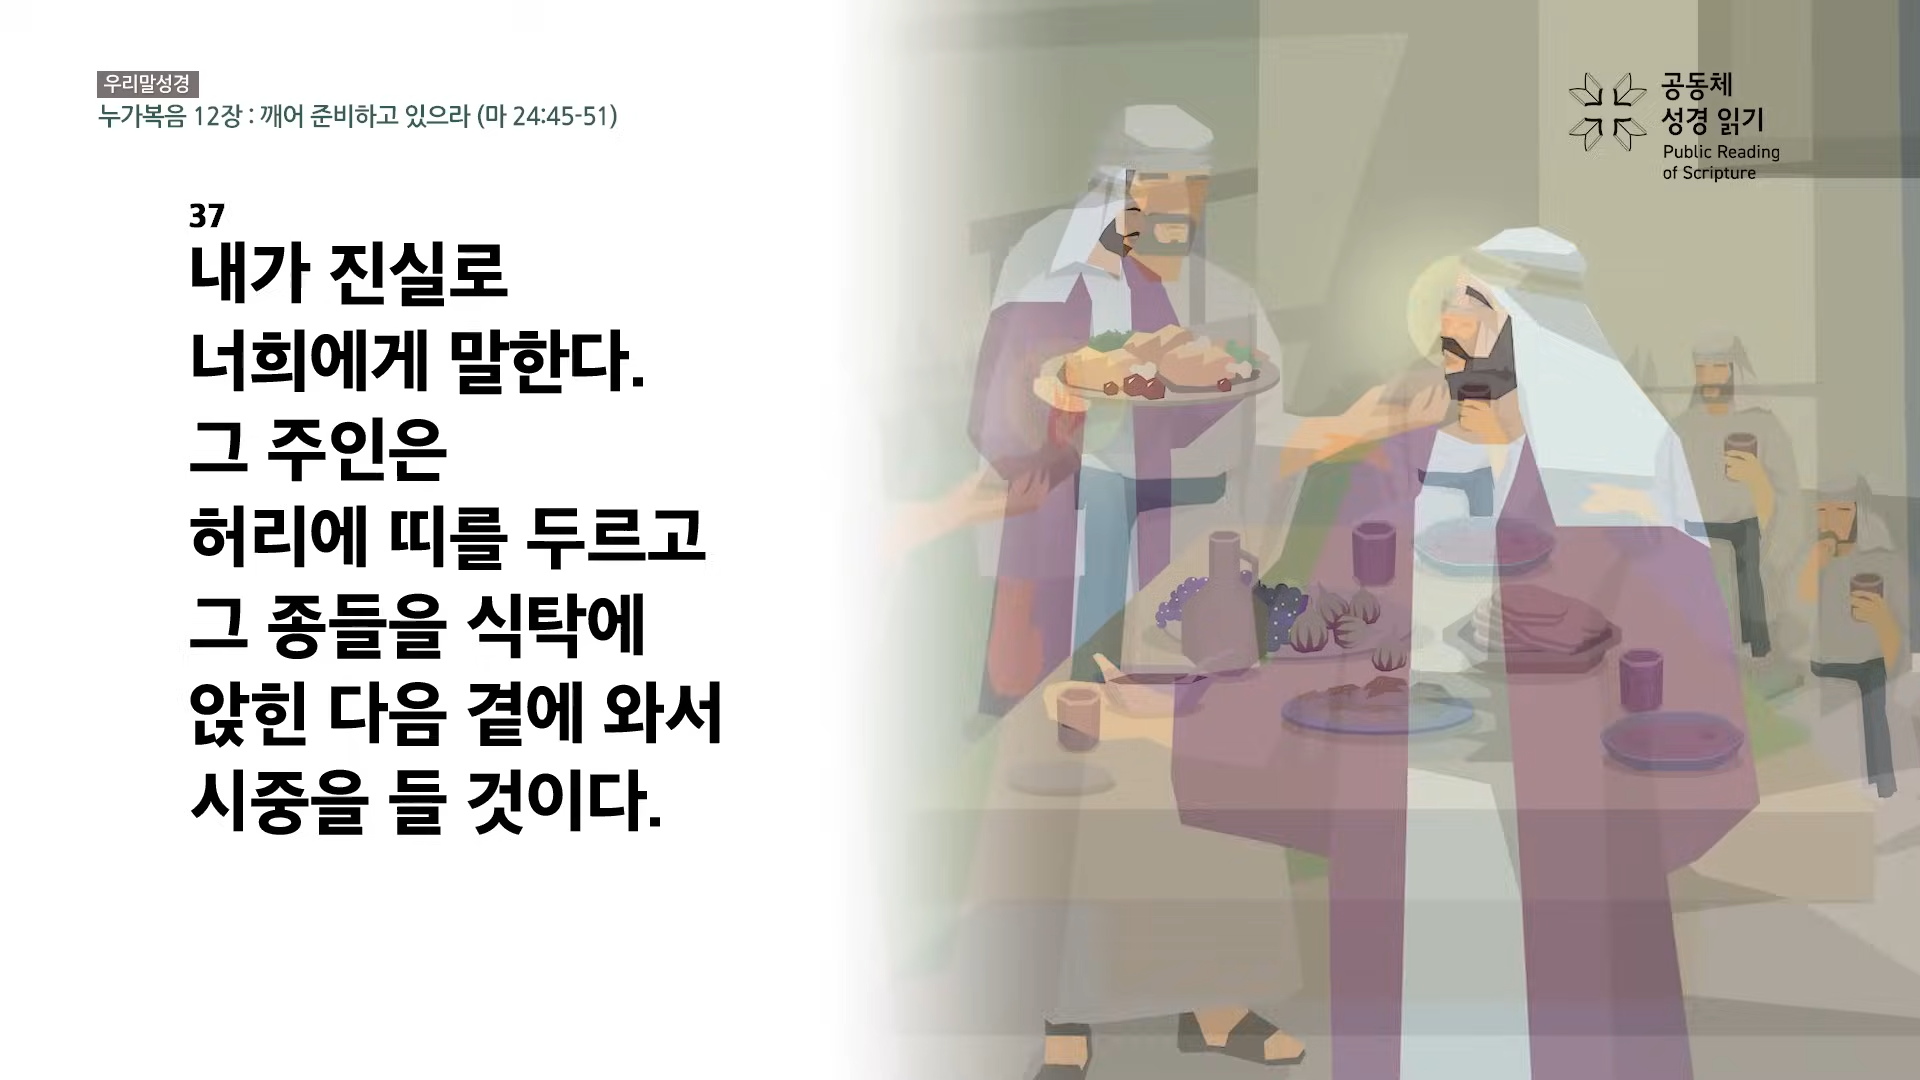 우리말성경
누가복음 12장 : 깨어 준비하고 있으라 (마 24:45-51)
공동체
성경 읽기
Public Reading
of Scripture
37
내가 진실로
너희에게 말한다.
그 주인은
허리에 띠를 두르고
그 종들을 식탁에
앉힌 다음 곁에 와서
시중을 들 것이다.